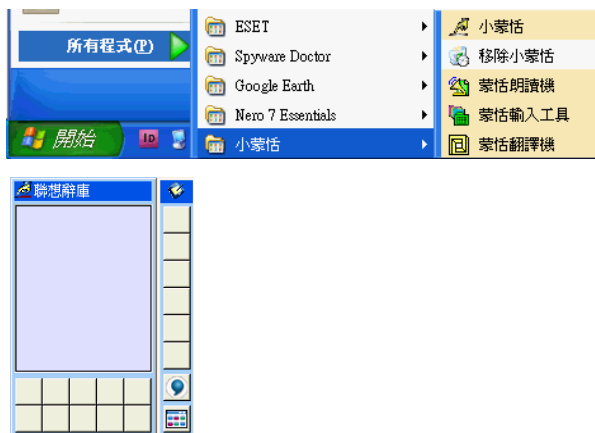 所有程式(P)
開始
ID
ESET
Spyware Doctor
Google Earth
Nero 7 Essentials
小蒙恬
小蒙恬
移除小蒙恬
蒙恬朗讀機
蒙恬輸入工具
蒙恬翻譯機
聯想辭庫